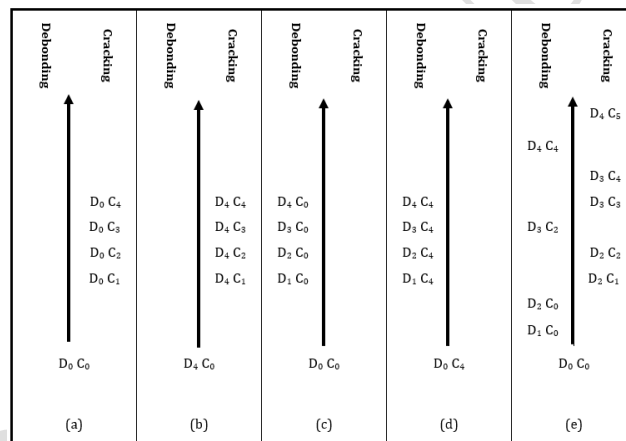 Debonding
Cracking
D₀ C₄
D₀ C₃
D₀ C₂
D₀ C₁
D₀ C₀
(a)
Debonding
Cracking
D₄ C₄
D₄ C₃
D₄ C₂
D₄ C₁
D₄ C₀
(b)
Debonding
Cracking
D₄ C₀
D₃ C₀
D₂ C₀
D₁ C₀
D₀ C₀
(c)
Debonding
Cracking
D₄ C₄
D₃ C₄
D₂ C₄
D₁ C₄
D₀ C₄
(d)
Debonding
Cracking
D₄ C₅
D₄ C₄
D₃ C₄
D₃ C₃
D₃ C₂
D₂ C₂
D₂ C₁
D₂ C₀
D₁ C₀
D₀ C₀
(e)